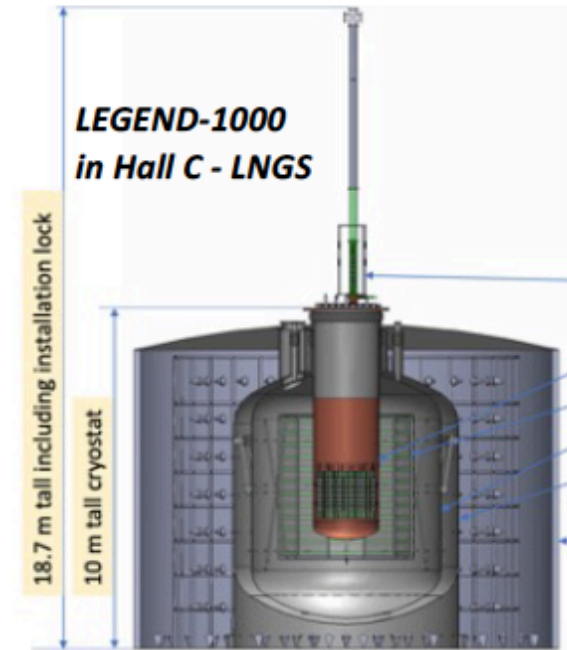 LEGEND-1000
in Hall C - LNGS
18.7 m tall including installation lock
10 m tall cryostat